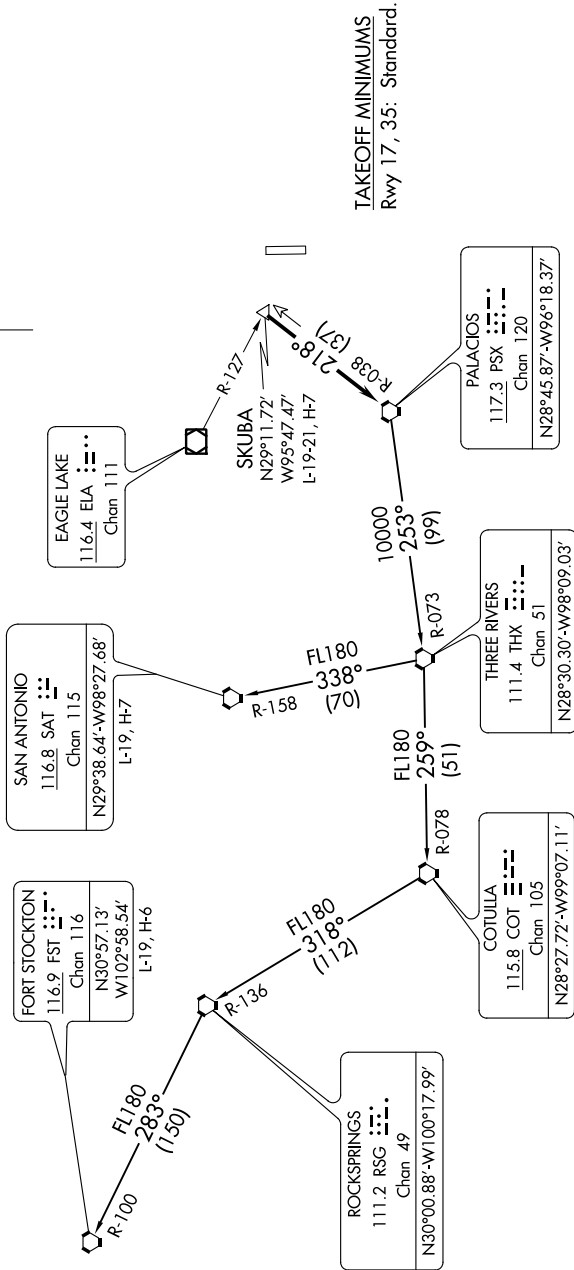 TAKEOFF MINIMUMS
Rwy 17, 35: Standard.
EAGLE LAKE
116.4 ELA
Chan 111
R-127
SKUBA
N29°11.72'
W95°47.47'
L-19-21, H-7
218°
(37)
R-038
PALACIOS
117.3 PSX
Chan 120
N28°45.87'-W96°18.37'
10000
253°
(99)
R-073
THREE RIVERS
111.4 THX
Chan 51
N28°30.30'-W98°09.03'
SAN ANTONIO
116.8 SAT
Chan 115
N29°38.64'-W98°27.68'
L-19, H-7
R-158
FL180
338°
(70)
FL180
259°
(51)
R-078
COTULLA
115.8 COT
Chan 105
N28°27.72'-W99°07.11'
FL180
318°
(112)
R-136
ROCKSPRINGS
111.2 RSG
Chan 49
N30°00.88'-W100°17.99'
FL180
283°
(150)
R-100
FORT STOCKTON
116.9 FST
Chan 116
N30°57.13'
W102°58.54'
L-19, H-6